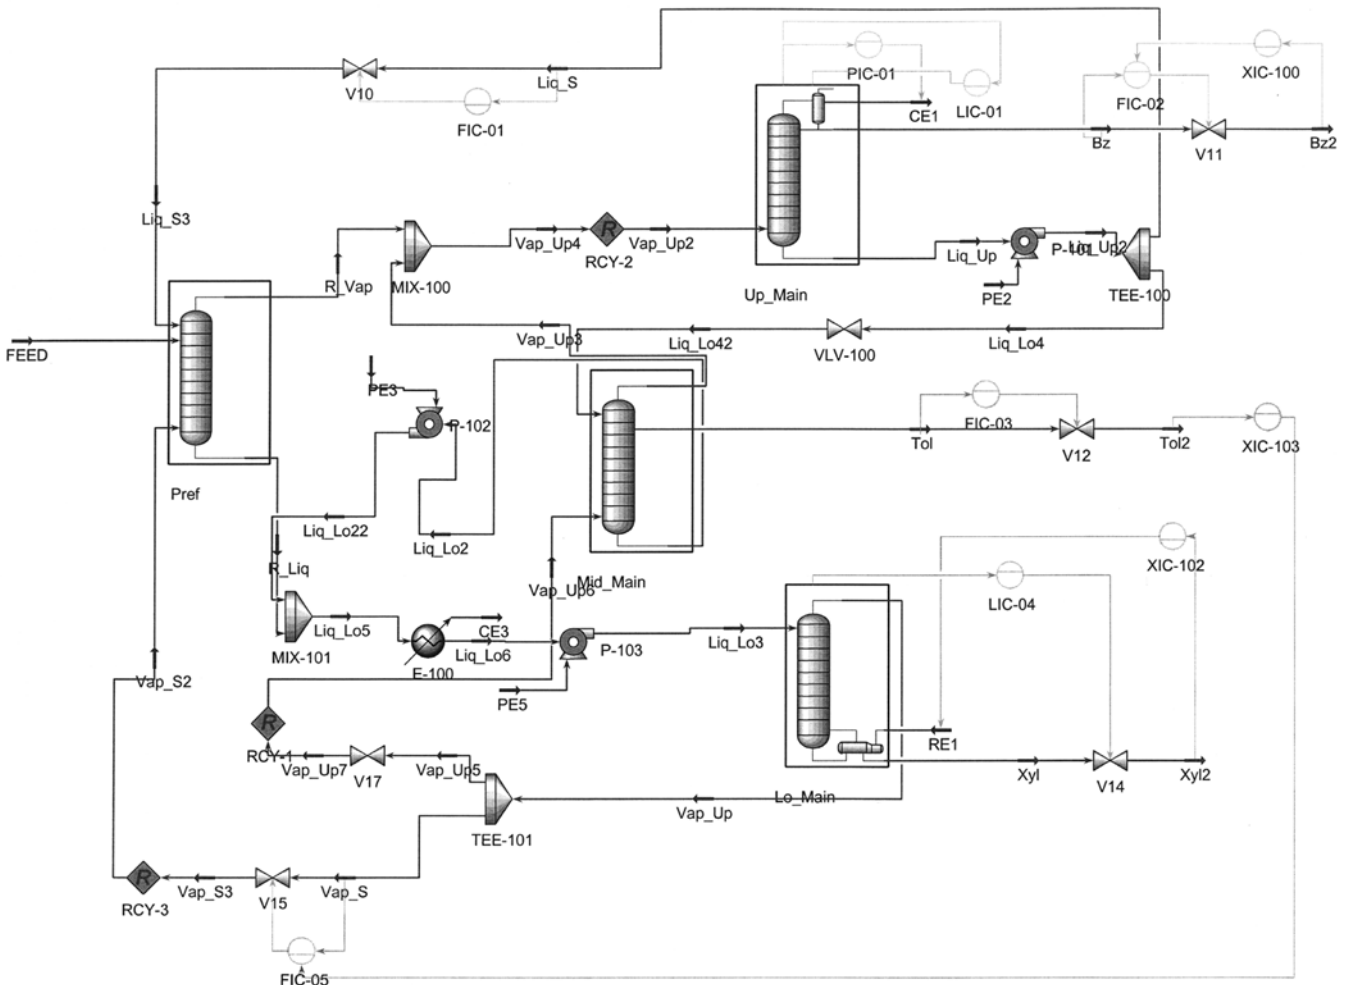 PIC-01
XIC-100
Liq_S
V10
LIC-01
FIC-02
CE1
FIC-01
Bz
V11
Bz2
Liq_S3
Vap_Up4
Vap_Up2
RCY-2
Liq_Up
P-101
Liq_Up2
R_Vap
MIX-100
Up_Main
PE2
TEE-100
FEED
Vap_Up3
Liq_Lo42
VLV-100
Liq_Lo4
PE3
P-102
FIC-03
Tol
V12
Tol2
XIC-103
Pref
Liq_Lo22
Liq_Lo2
R_Liq
Mid_Main
Vap_Up6
XIC-102
LIC-04
Liq_Lo5
CE3
MIX-101
E-100
Liq_Lo6
P-103
Liq_Lo3
Vap_S2
PE5
RE1
RCY-1
Vap_Up7
V17
Vap_Up5
Xyl
V14
Xyl2
Lo_Main
Vap_Up
TEE-101
RCY-3
Vap_S3
V15
Vap_S
FIC-05
R
R
R